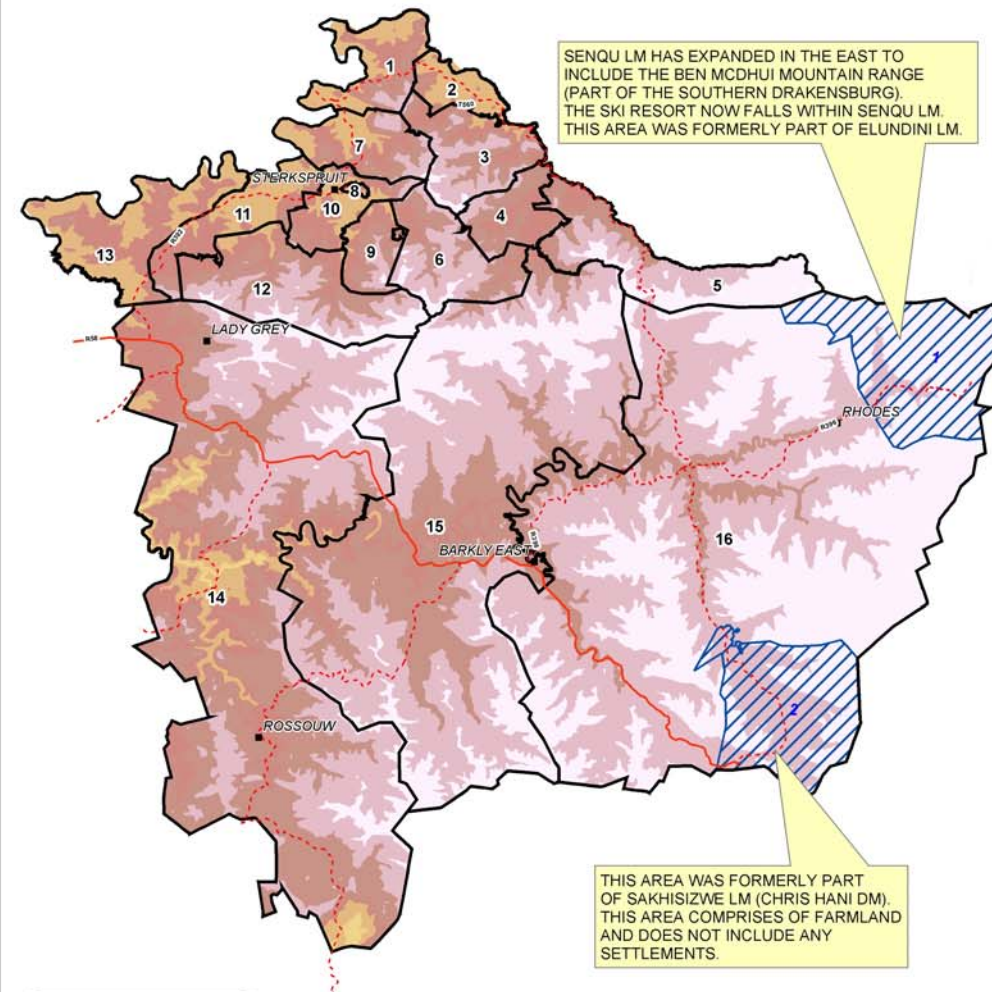 SENQU LM HAS EXPANDED IN THE EAST TO
INCLUDE THE BEN MCDHUI MOUNTAIN RANGE
(PART OF THE SOUTHERN DRAKENSBURG).
THE SKI RESORT NOW FALLS WITHIN SENQU LM.
THIS AREA WAS FORMERLY PART OF ELUNDINI LM.
1
2
7
3
STERKSPRUIT
8
10
11
4
R393
13
9
6
12
5
LADY GREY
R58
1
RHODES
R396
15
R396
16
BARKLY EAST
14
2
ROSSOUW
THIS AREA WAS FORMERLY PART
OF SAKHISIZWE LM (CHRIS HANI DM).
THIS AREA COMPRISES OF FARMLAND
AND DOES NOT INCLUDE ANY
SETTLEMENTS.